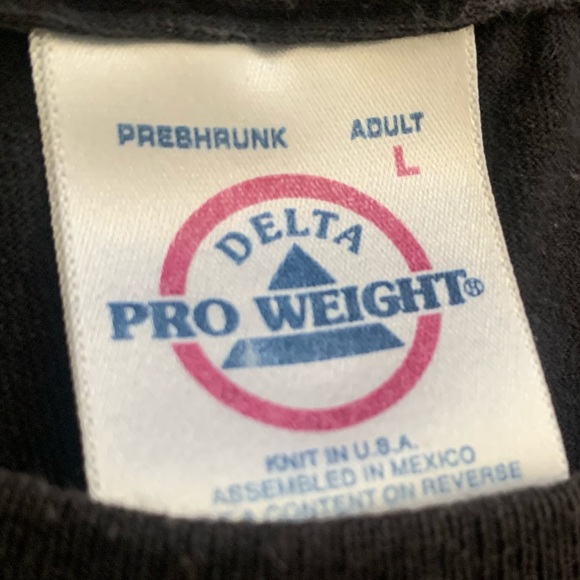 PRESHRUNK ADULT
L
DELTA
PRO WEIGHT®
KNIT IN U.S.A.
ASSEMBLED IN MEXICO
& CONTENT ON REVERSE